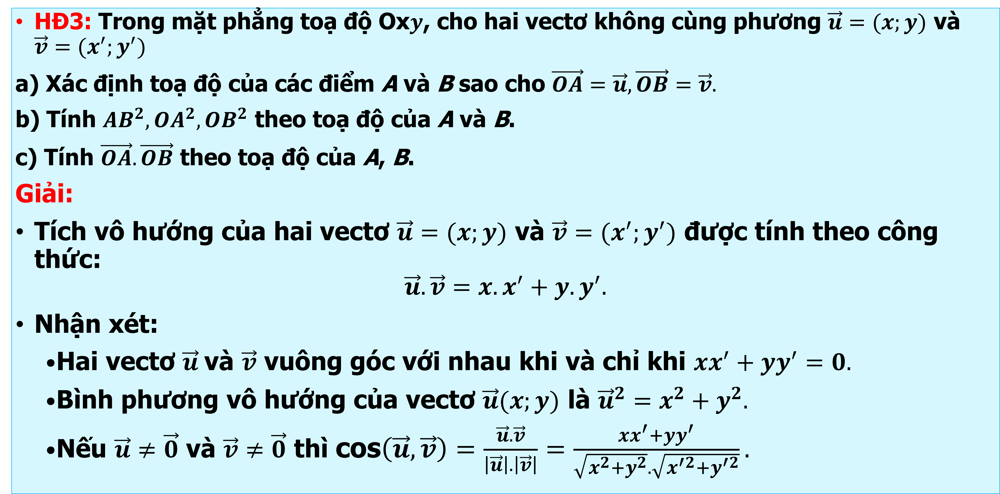 • HĐ3: Trong mặt phẳng toạ độ Oxy, cho hai vectơ không cùng phương $\vec{u} = (x; y)$ và
$\vec{v} = (x'; y')$
a) Xác định toạ độ của các điểm A và B sao cho $\overrightarrow{OA} = \vec{u}, \overrightarrow{OB} = \vec{v}$.
b) Tính $AB^2, OA^2, OB^2$ theo toạ độ của A và B.
c) Tính $\overrightarrow{OA}.\overrightarrow{OB}$ theo toạ độ của A, B.
Giải:
• Tích vô hướng của hai vectơ $\vec{u} = (x; y)$ và $\vec{v} = (x'; y')$ được tính theo công
thức:
$\vec{u}.\vec{v} = x.x' + y.y'.$
• Nhận xét:
•Hai vectơ $\vec{u}$ và $\vec{v}$ vuông góc với nhau khi và chỉ khi $xx' + yy' = 0$.
•Bình phương vô hướng của vectơ $\vec{u}(x; y)$ là $\vec{u}^2 = x^2 + y^2$.
•Nếu $\vec{u} \neq \vec{0}$ và $\vec{v} \neq \vec{0}$ thì $\cos(\vec{u}, \vec{v}) = \frac{\vec{u}.\vec{v}}{|\vec{u}|.|\vec{v}|} = \frac{xx'+yy'}{\sqrt{x^2+y^2}.\sqrt{x'^2+y'^2}}$.